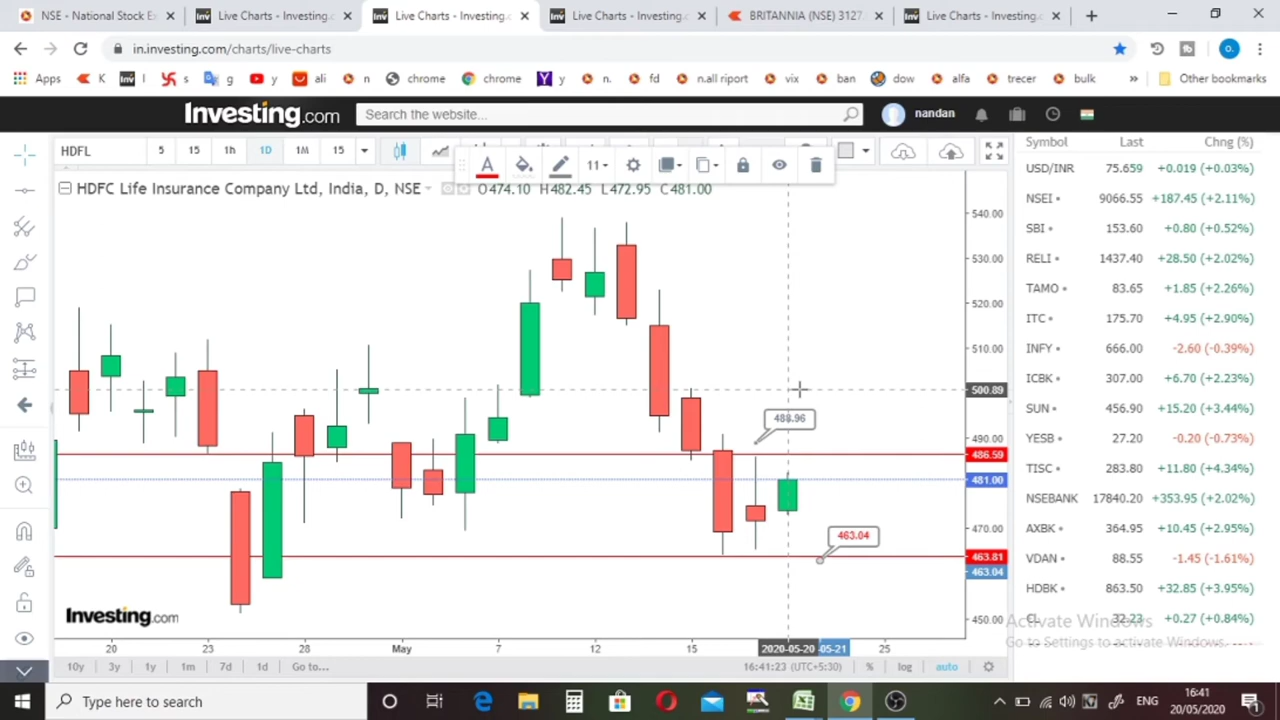 NSE - National Stock Ex
Live Charts - Investing.c
Live Charts - Investing.c
Live Charts - Investing.c
BRITANNIA (NSE) 3127.
Live Charts - Investing.c
in.investing.com/charts/live-charts
O.
Apps K Inv I s g y ali n chrome chrome y n. fd n.all riport vix ban dow alfa trecer bulk » Other bookmarks
Investing.com
Search the website...
nandan
HDFL 5 15 1h 1D 1M 15
A 11
HDFC Life Insurance Company Ltd, India, D, NSE
O474.10 H482.45 L472.95 C481.00
540.00
530.00
520.00
510.00
500.89
490.00
486.59
481.00
470.00
463.81
463.04
450.00
488.96
463.04
Investing.com
20 23 28 May 7 12 15 2020-05-20 -05-21 25
10y 3y 1y 1m 7d 1d Go to... 16:41:23 (UTC+5:30) % log auto
Symbol Last Chng (%)
USD/INR 75.659 +0.019 (+0.03%)
NSEI 9066.55 +187.45 (+2.11%)
SBI 153.60 +0.80 (+0.52%)
RELI 1437.40 +28.50 (+2.02%)
TAMO 83.65 +1.85 (+2.26%)
ITC 175.70 +4.95 (+2.90%)
INFY 666.00 -2.60 (-0.39%)
ICBK 307.00 +6.70 (+2.23%)
SUN 456.90 +15.20 (+3.44%)
YESB 27.20 -0.20 (-0.73%)
TISC 283.80 +11.80 (+4.34%)
NSEBANK 17840.20 +353.95 (+2.02%)
AXBK 364.95 +10.45 (+2.95%)
VDAN 88.55 -1.45 (-1.61%)
HDBK 863.50 +32.85 (+3.95%)
CL 32.23 +0.27 (+0.84%)
Activate Windows
Go to Settings to activate Windows.
Type here to search
ENG
16:41
20/05/2020
1